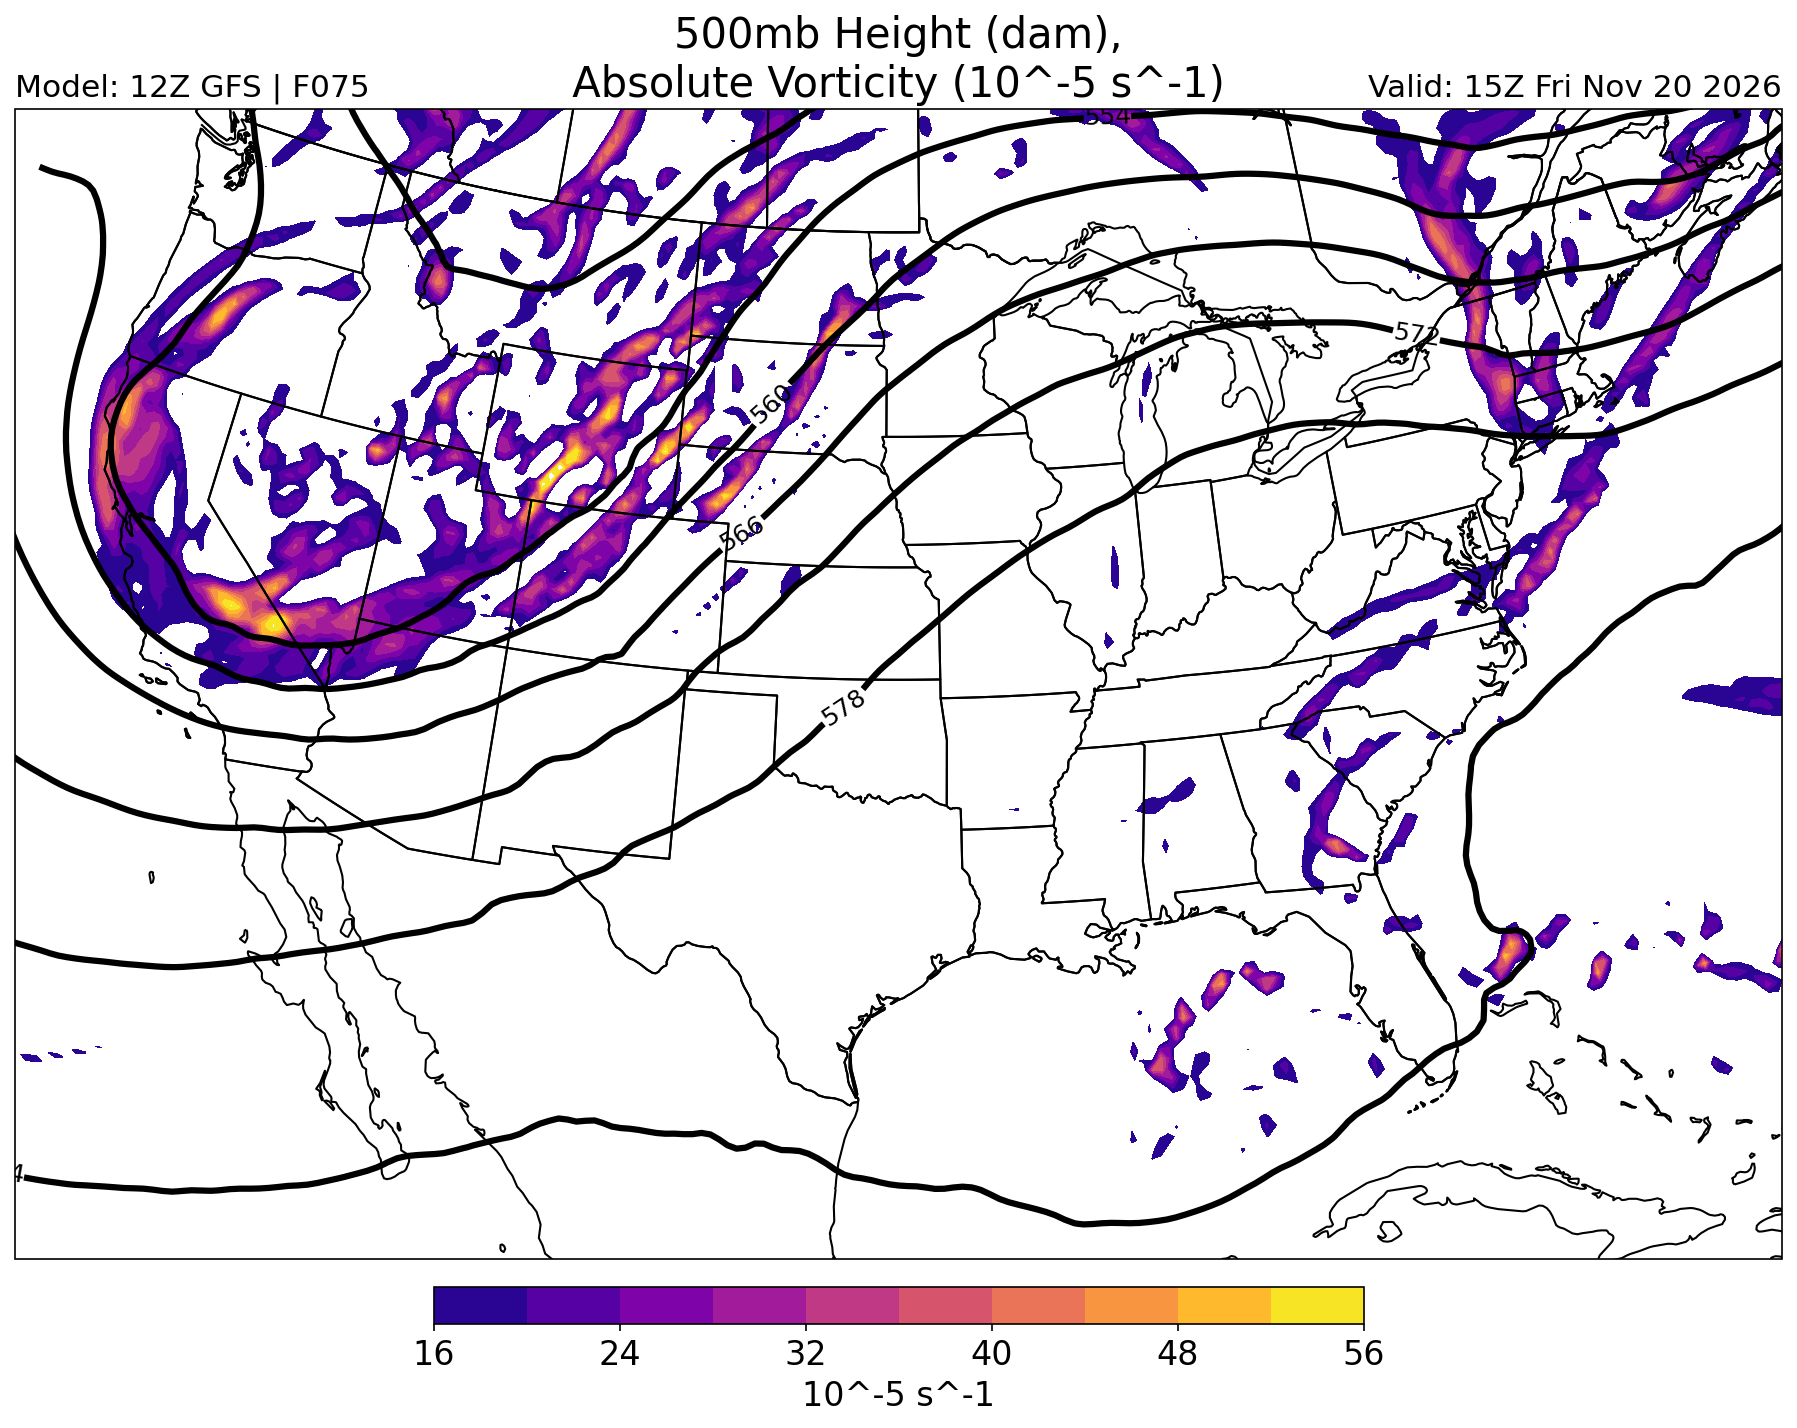 500mb Height (dam),
Absolute Vorticity (10^-5 s^-1)
Model: 12Z GFS | F075
Valid: 15Z Fri Nov 20 2026
554
572
560
566
578
16 24 32 40 48 56
10^-5 s^-1